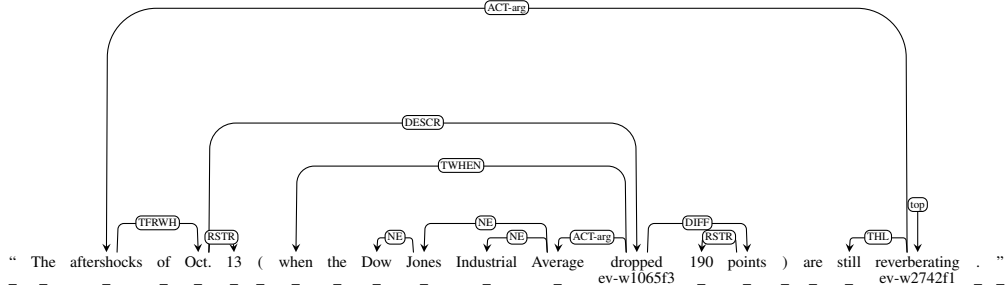 ACT-arg
DESCR
TWHEN
top
TFRWH NE DIFF
RSTR NE NE ACT-arg RSTR THL
“ The aftershocks of Oct. 13 ( when the Dow Jones Industrial Average dropped 190 points ) are still reverberating . ”
_ _ _ _ _ _ _ _ _ _ _ _ _ ev-w1065f3 _ _ _ _ _ ev-w2742f1 _ _